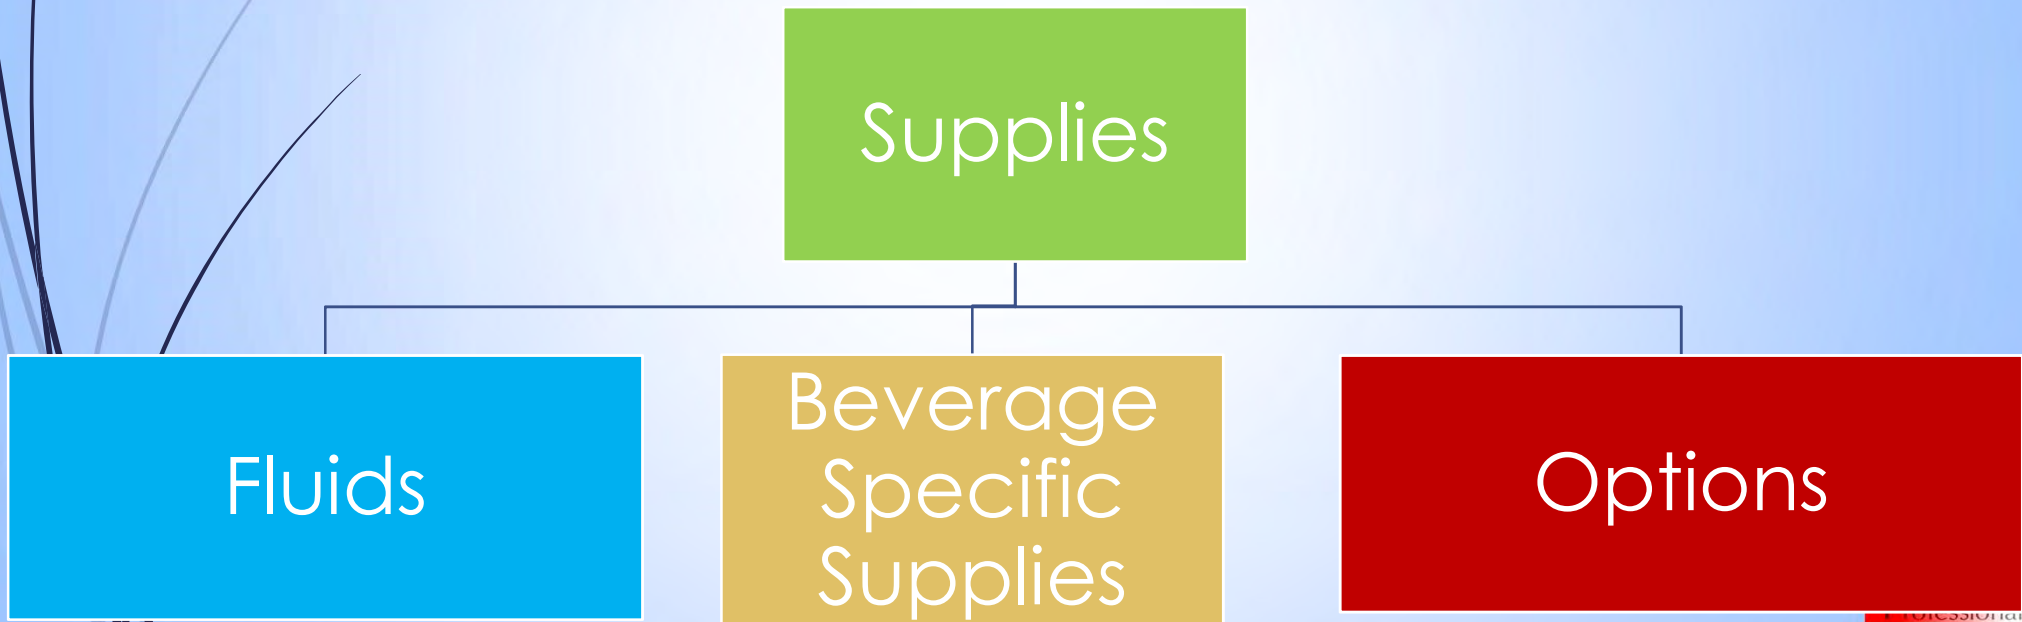 Supplies
Fluids
Beverage
Specific
Supplies
Options